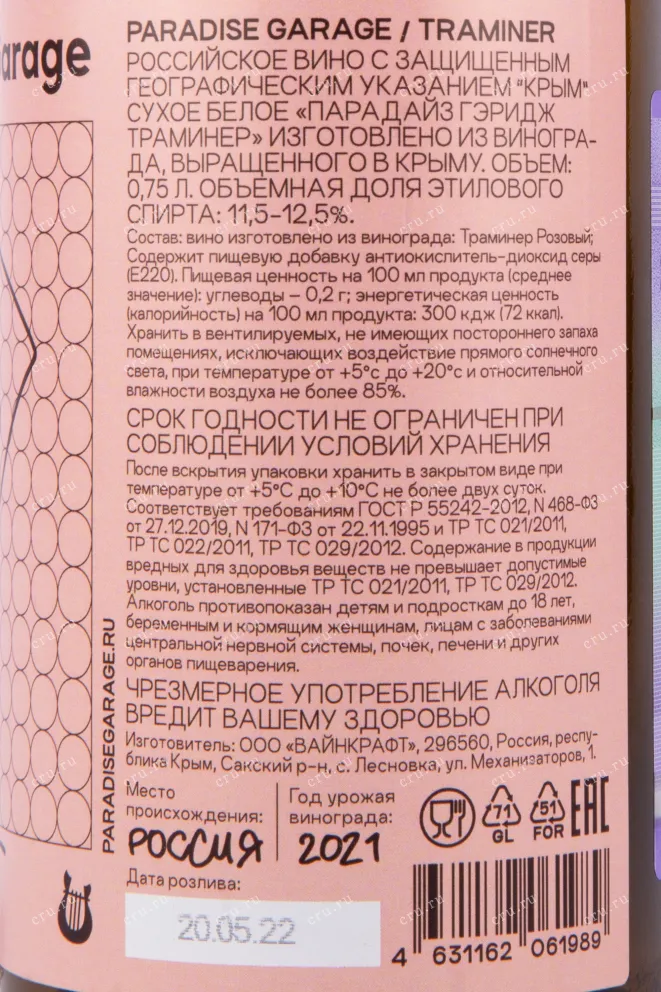 arage
PARADISE GARAGE / TRAMINER
РОССИЙСКОЕ ВИНО С ЗАЩИЩЕННЫМ
ГЕОГРАФИЧЕСКИМ УКАЗАНИЕМ "КРЫМ"
СУХОЕ БЕЛОЕ «ПАРАДАЙЗ ГЭРИДЖ
ТРАМИНЕР» ИЗГОТОВЛЕНО ИЗ ВИНОГРА-
ДА, ВЫРАЩЕННОГО В КРЫМУ. ОБЪЕМ:
0,75 Л. ОБЪЕМНАЯ ДОЛЯ ЭТИЛОВОГО
СПИРТА: 11,5-12,5%.
Состав: вино изготовлено из винограда: Траминер Розовый;
Содержит пищевую добавку антиокислитель-диоксид серы
(Е220). Пищевая ценность на 100 мл продукта (среднее
значение): углеводы – 0,2 г; энергетическая ценность
(калорийность) на 100 мл продукта: 300 кдж (72 ккал).
Хранить в вентилируемых, не имеющих постороннего запаха
помещениях, исключающих воздействие прямого солнечного
света, при температуре от +5°с до +20°с и относительной
влажности воздуха не более 85%.
СРОК ГОДНОСТИ НЕ ОГРАНИЧЕН ПРИ
СОБЛЮДЕНИИ УСЛОВИЙ ХРАНЕНИЯ
После вскрытия упаковки хранить в закрытом виде при
температуре от +5°С до +10°С не более двух суток.
Соответствует требованиям ГОСТ Р 55242-2012, N 468-ФЗ
от 27.12.2019, N 171-ФЗ от 22.11.1995 и ТР ТС 021/2011,
ТР ТС 022/2011, ТР ТС 029/2012. Содержание в продукции
вредных для здоровья веществ не превышает допустимые
уровни, установленные ТР ТС 021/2011, ТР ТС 029/2012.
Алкоголь противопоказан детям и подросткам до 18 лет,
беременным и кормящим женщинам, лицам с заболеваниями
центральной нервной системы, почек, печени и других
органов пищеварения.
ЧРЕЗМЕРНОЕ УПОТРЕБЛЕНИЕ АЛКОГОЛЯ
ВРЕДИТ ВАШЕМУ ЗДОРОВЬЮ
Изготовитель: ООО «ВАЙНКРАФТ», 296560, Россия, респу-
блика Крым, Сакский р-н, с. Лесновка, ул. Механизаторов, 1.
PARADISEGARAGE.RU
Место
происхождения:
РОССИЯ
Год урожая
винограда:
2021
71
GL
51
FOR
EAC
Дата розлива:
20.05.22
4 631162 061989
cru.ru